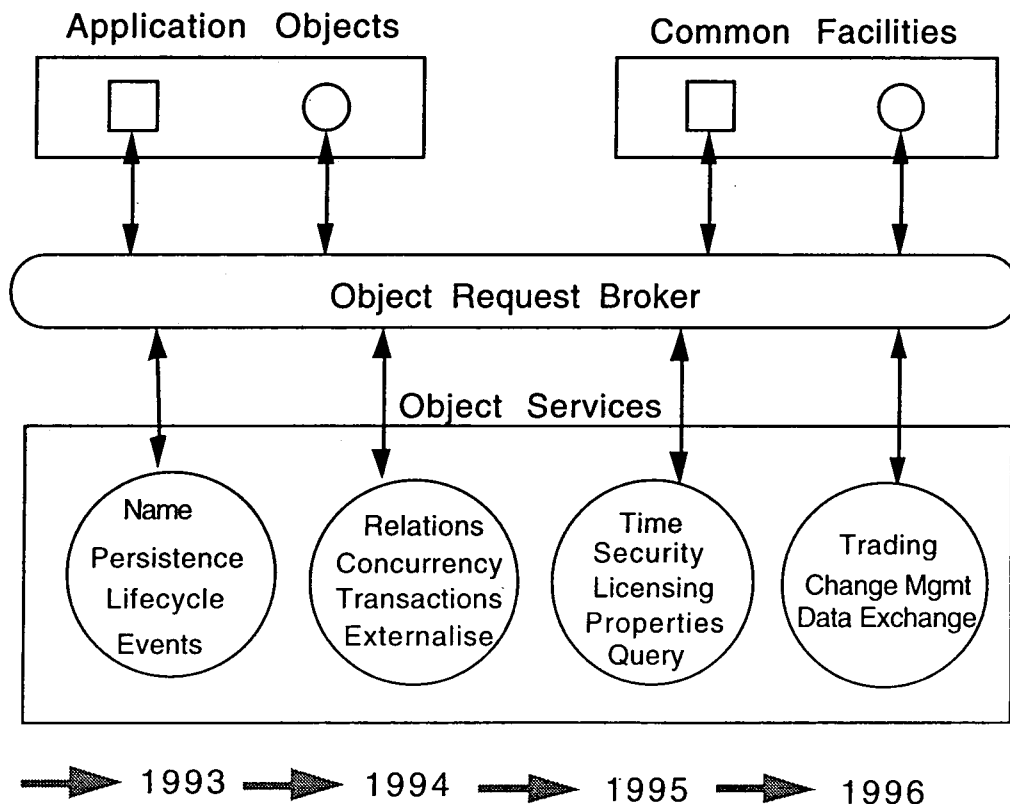 Application Objects
Common Facilities
Object Request Broker
Object Services
Name
Persistence
Lifecycle
Events
Relations
Concurrency
Transactions
Externalise
Time
Security
Licensing
Properties
Query
Trading
Change Mgmt
Data Exchange
1993
1994
1995
1996